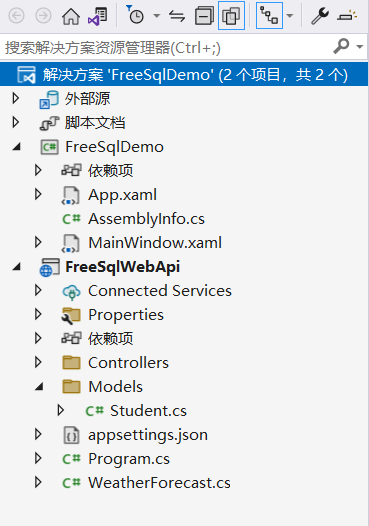 搜索解决方案资源管理器(Ctrl+;)
解决方案 'FreeSqlDemo' (2 个项目，共 2 个)
外部源
脚本文档
FreeSqlDemo
依赖项
App.xaml
C# AssemblyInfo.cs
MainWindow.xaml
FreeSqlWebApi
Connected Services
Properties
依赖项
Controllers
Models
C# Student.cs
appsettings.json
C# Program.cs
C# WeatherForecast.cs